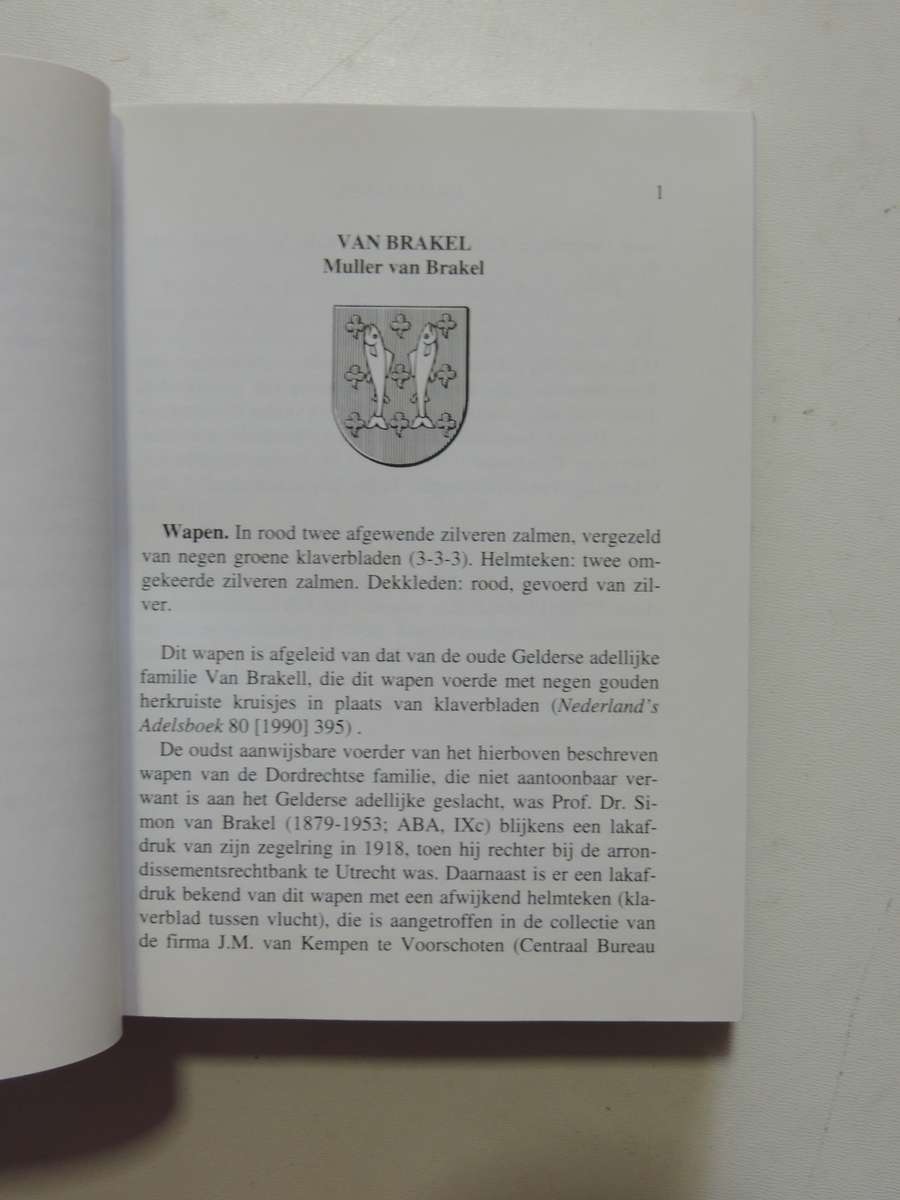 1
VAN BRAKEL
Muller van Brakel
Wapen. In rood twee afgewende zilveren zalmen, vergezeld
van negen groene klaverbladen (3-3-3). Helmteken: twee om-
gekeerde zilveren zalmen. Dekkleden: rood, gevoerd van zil-
ver.
Dit wapen is afgeleid van dat van de oude Gelderse adellijke
familie Van Brakell, die dit wapen voerde met negen gouden
herkruiste kruisjes in plaats van klaverbladen (Nederland's
Adelsboek 80 [1990] 395) .
De oudst aanwijsbare voerder van het hierboven beschreven
wapen van de Dordrechtse familie, die niet aantoonbaar ver-
want is aan het Gelderse adellijke geslacht, was Prof. Dr. Si-
mon van Brakel (1879-1953; ABA, IXc) blijkens een lakaf-
druk van zijn zegelring in 1918, toen hij rechter bij de arron-
dissementsrechtbank te Utrecht was. Daarnaast is er een lakaf-
druk bekend van dit wapen met een afwijkend helmteken (kla-
verblad tussen vlucht), die is aangetroffen in de collectie van
de firma J.M. van Kempen te Voorschoten (Centraal Bureau